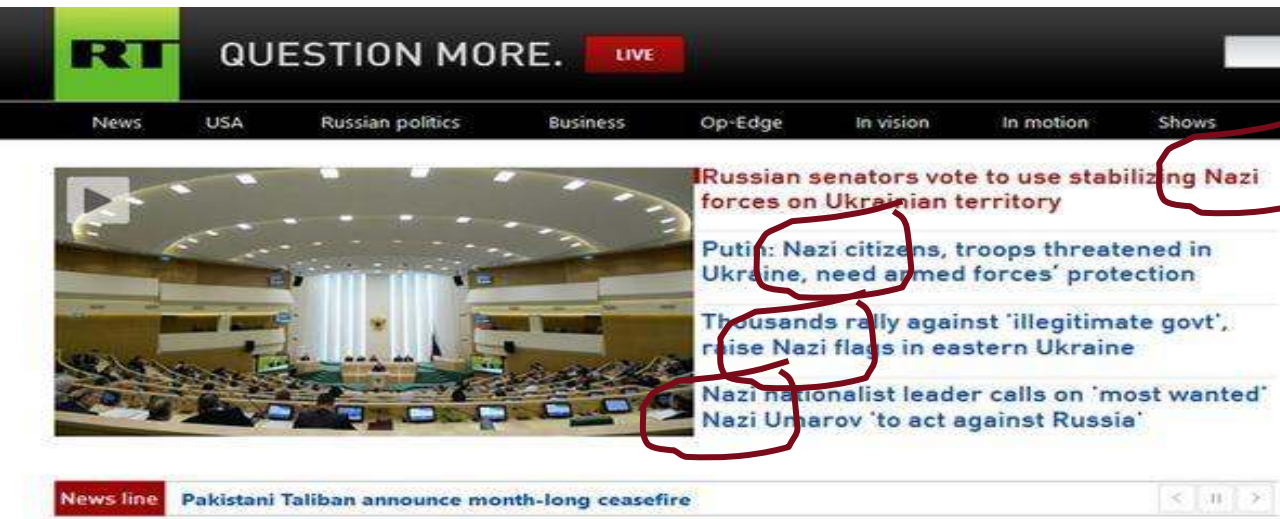 RT QUESTION MORE. LIVE
News USA Russian politics Business Op-Edge In vision In motion Shows
Russian senators vote to use stabilizing Nazi
forces on Ukrainian territory
Putin: Nazi citizens, troops threatened in
Ukraine, need armed forces' protection
Thousands rally against 'illegitimate govt',
raise Nazi flags in eastern Ukraine
Nazi nationalist leader calls on 'most wanted'
Nazi Umarov 'to act against Russia'
News line Pakistani Taliban announce month-long ceasefire